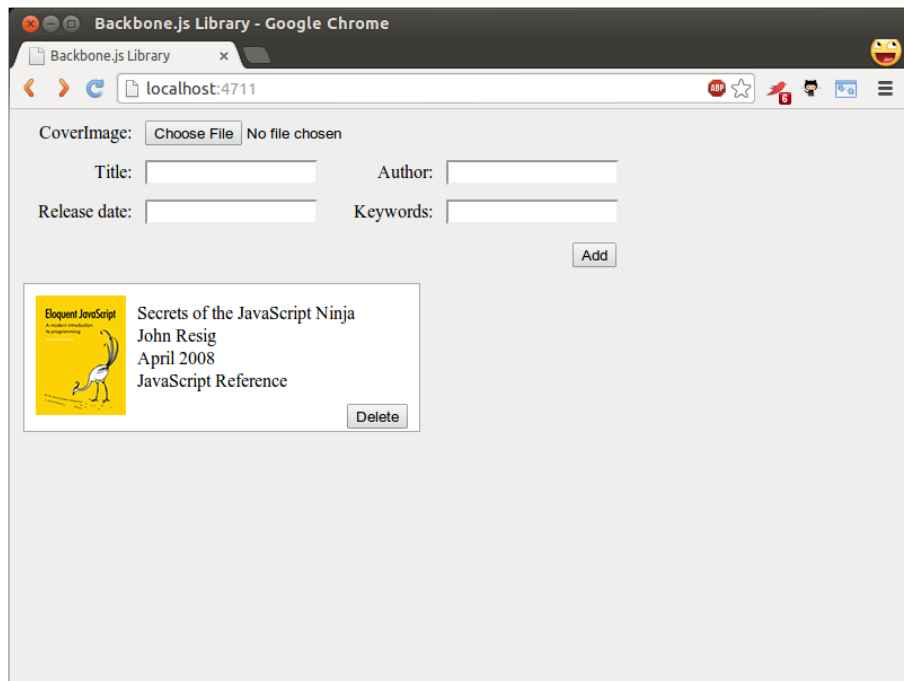 Backbone.js Library - Google Chrome
Backbone.js Library ×
localhost:4711 ABP 6
CoverImage: Choose File No file chosen
Title: Author:
Release date: Keywords:
Add
Eloquent JavaScript
A modern introduction
to programming
Secrets of the JavaScript Ninja
John Resig
April 2008
JavaScript Reference
Delete